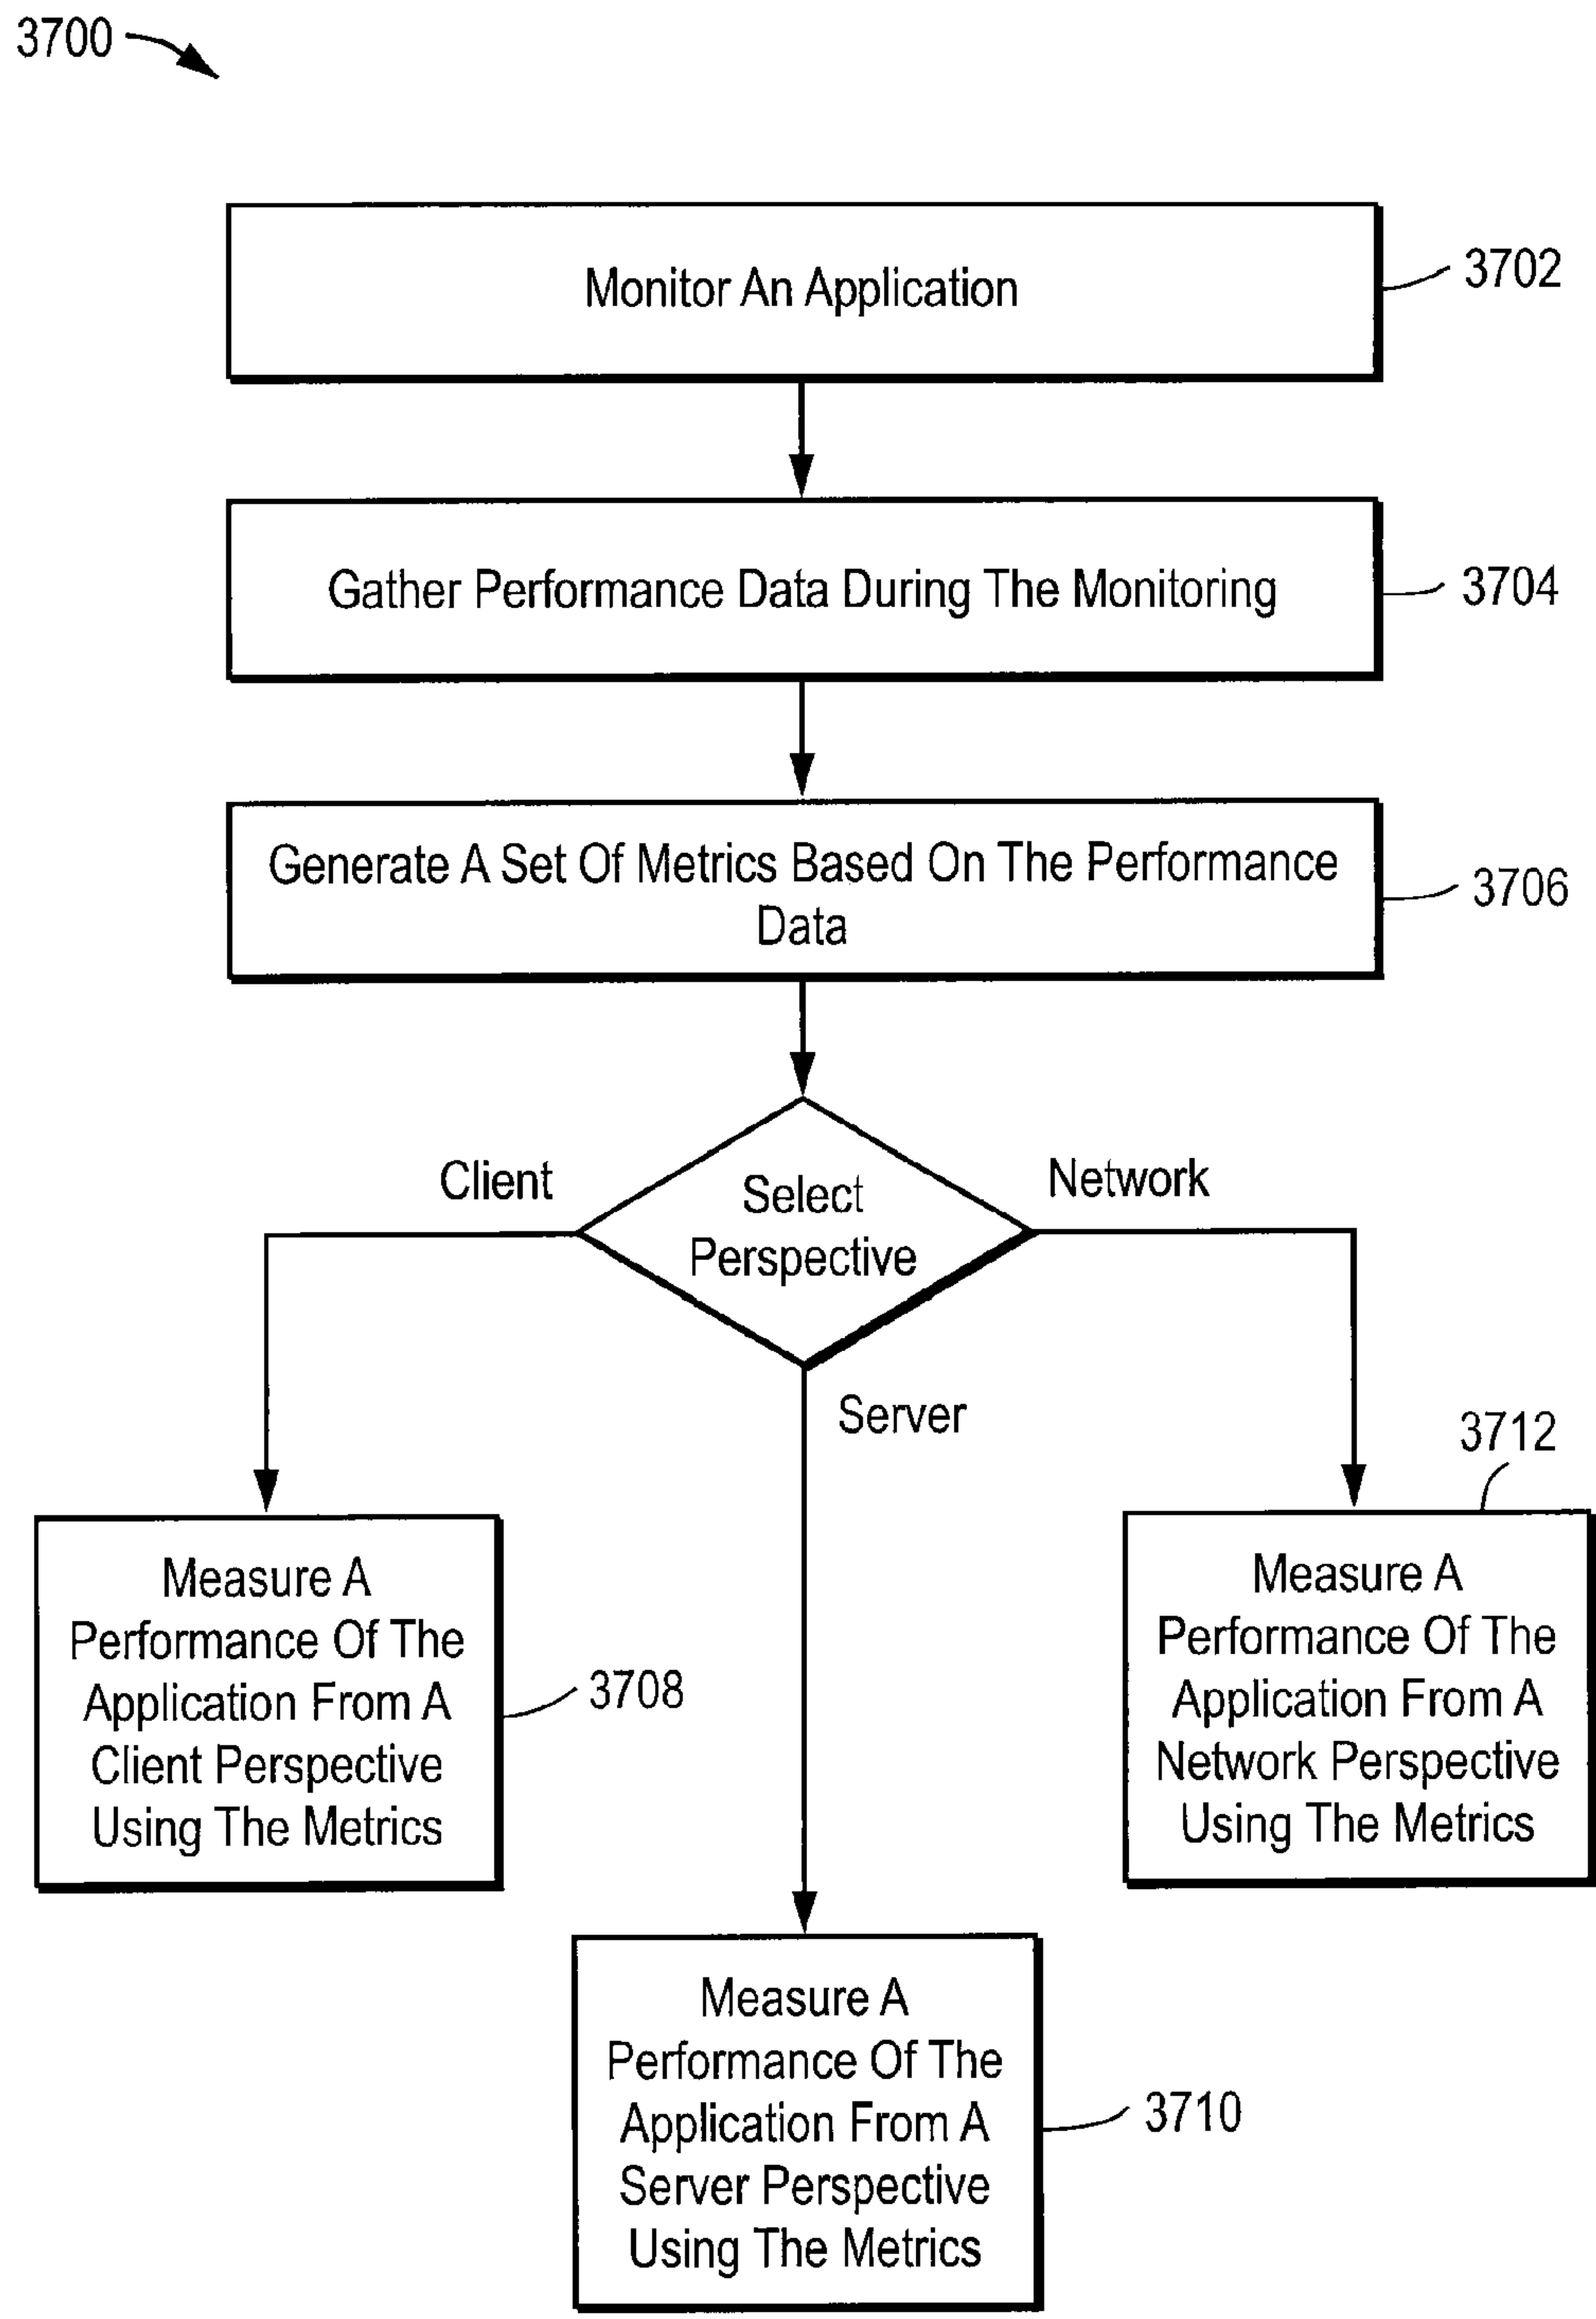 3700
Monitor An Application
3702
Gather Performance Data During The Monitoring
3704
Generate A Set Of Metrics Based On The Performance
Data
3706
Client
Select
Perspective
Network
Server
3712
Measure A
Performance Of The
Application From A
Client Perspective
Using The Metrics
3708
Measure A
Performance Of The
Application From A
Network Perspective
Using The Metrics
Measure A
Performance Of The
Application From A
Server Perspective
Using The Metrics
3710